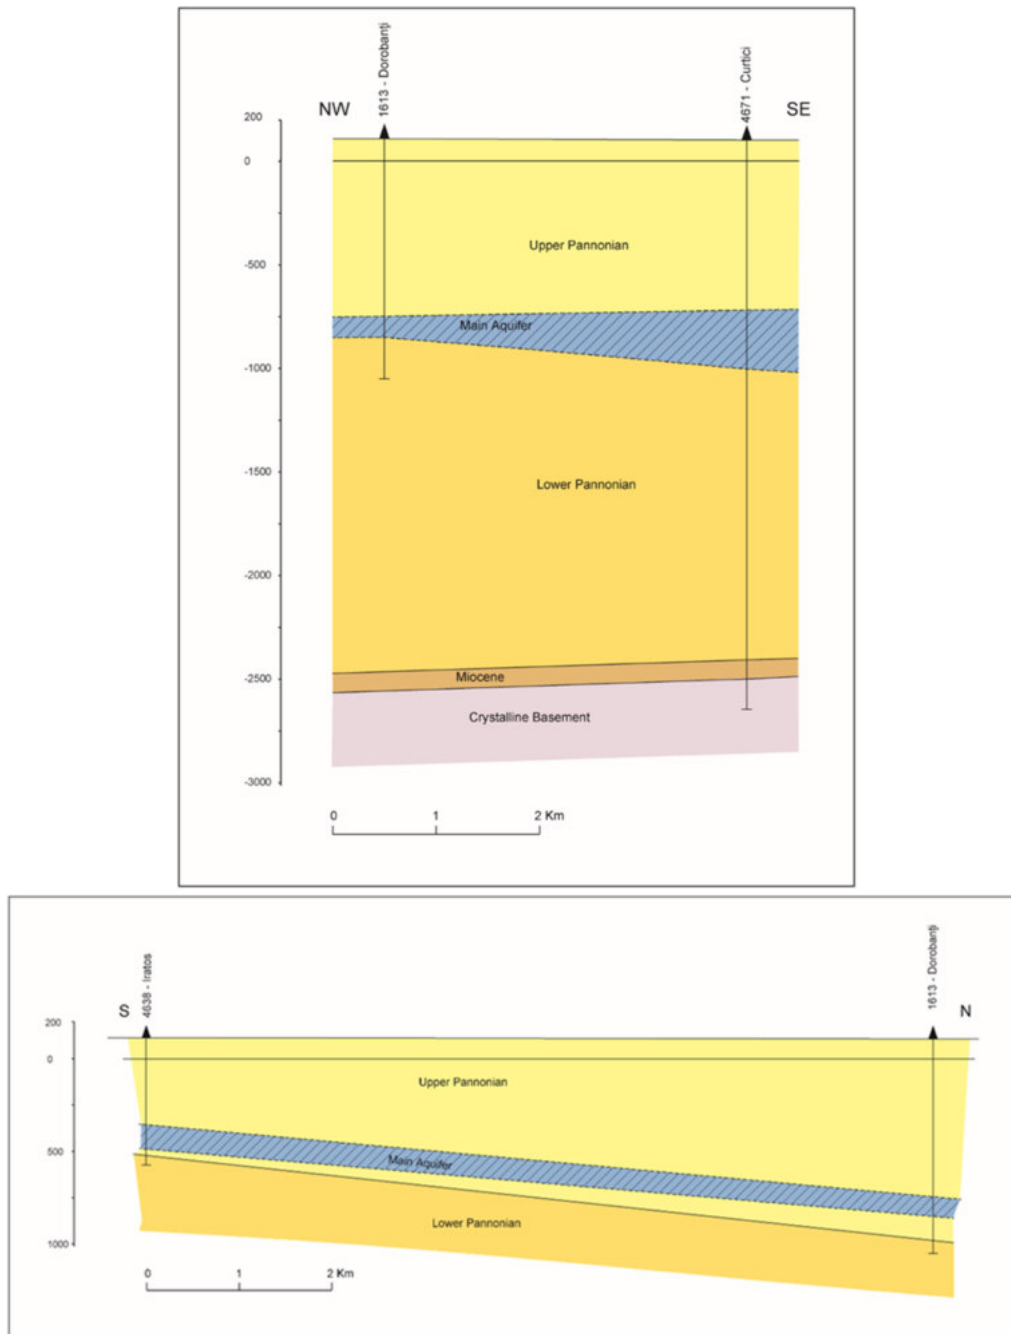 1613 - Dorobanți
4671 - Curtici
NW
SE
200
0
-500
-1000
-1500
-2000
-2500
-3000
Upper Pannonian
Main Aquifer
Lower Pannonian
Miocene
Crystalline Basement
0 1 2 Km
4638 - Iratos
1613 - Dorobanți
S
N
200
0
500
1000
Upper Pannonian
Main Aquifer
Lower Pannonian
0 1 2 Km